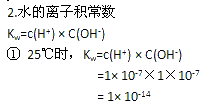 2.水的离子积常数
Kw=c(H⁺) × C(OH⁻)
① 25℃时，Kw=c(H⁺) × C(OH⁻)
=1× 10⁻⁷×1× 10⁻⁷
= 1× 10⁻¹⁴